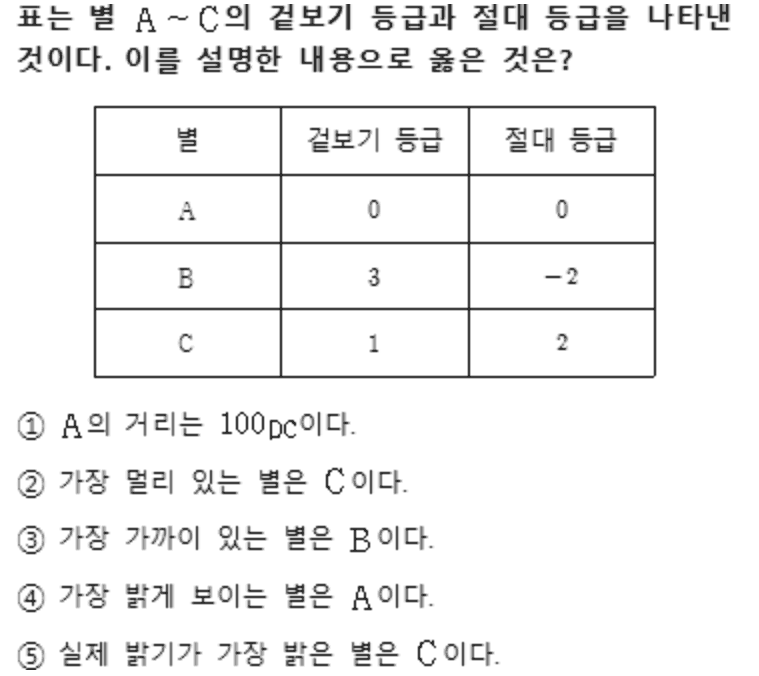 표는 별 A ~ C의 겉보기 등급과 절대 등급을 나타낸
것이다. 이를 설명한 내용으로 옳은 것은?
별 겉보기 등급 절대 등급
A 0 0
B 3 -2
C 1 2
① A의 거리는 100pc이다.
② 가장 멀리 있는 별은 C이다.
③ 가장 가까이 있는 별은 B이다.
④ 가장 밝게 보이는 별은 A이다.
⑤ 실제 밝기가 가장 밝은 별은 C이다.